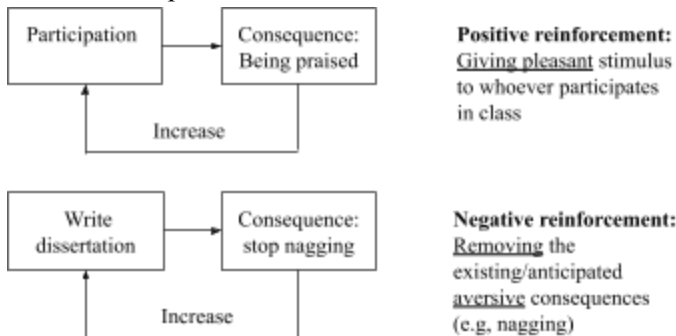 Participation
Consequence:
Being praised
Increase
Positive reinforcement:
Giving pleasant stimulus
to whoever participates
in class
Write
dissertation
Consequence:
stop nagging
Increase
Negative reinforcement:
Removing the
existing/anticipated
aversive consequences
(e.g, nagging)